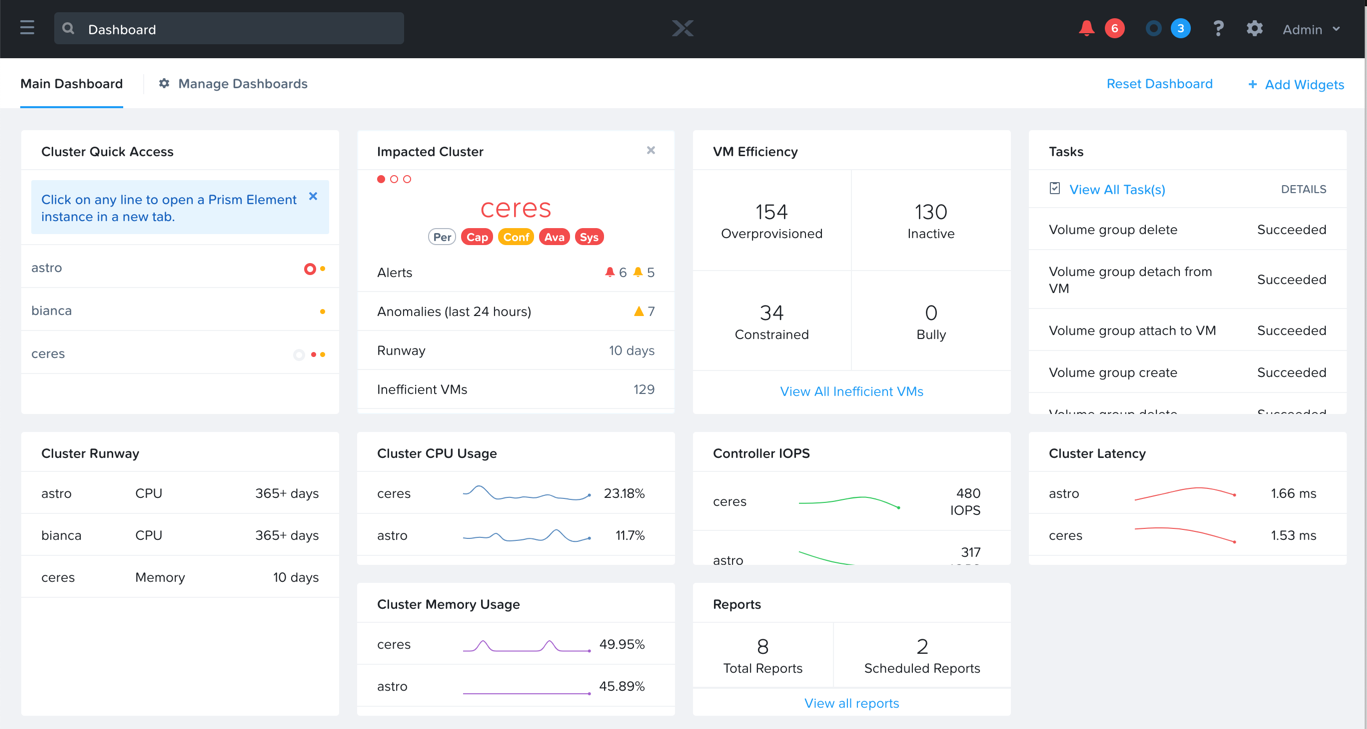 Dashboard
6
3
?
Admin
Main Dashboard
Manage Dashboards
Reset Dashboard
+ Add Widgets
Cluster Quick Access
Click on any line to open a Prism Element
instance in a new tab.
astro
bianca
ceres
Impacted Cluster
ceres
Per Cap Conf Ava Sys
Alerts 6 5
Anomalies (last 24 hours) 7
Runway 10 days
Inefficient VMs 129
VM Efficiency
154
Overprovisioned
130
Inactive
34
Constrained
0
Bully
View All Inefficient VMs
Tasks
View All Task(s) DETAILS
Volume group delete Succeeded
Volume group detach from
VM
Succeeded
Volume group attach to VM Succeeded
Volume group create Succeeded
Volume group delete Succeeded
Cluster Runway
astro CPU 365+ days
bianca CPU 365+ days
ceres Memory 10 days
Cluster CPU Usage
ceres 23.18%
astro 11.7%
Controller IOPS
ceres 480
IOPS
astro 317
Cluster Latency
astro 1.66 ms
ceres 1.53 ms
Cluster Memory Usage
ceres 49.95%
astro 45.89%
Reports
8
Total Reports
2
Scheduled Reports
View all reports